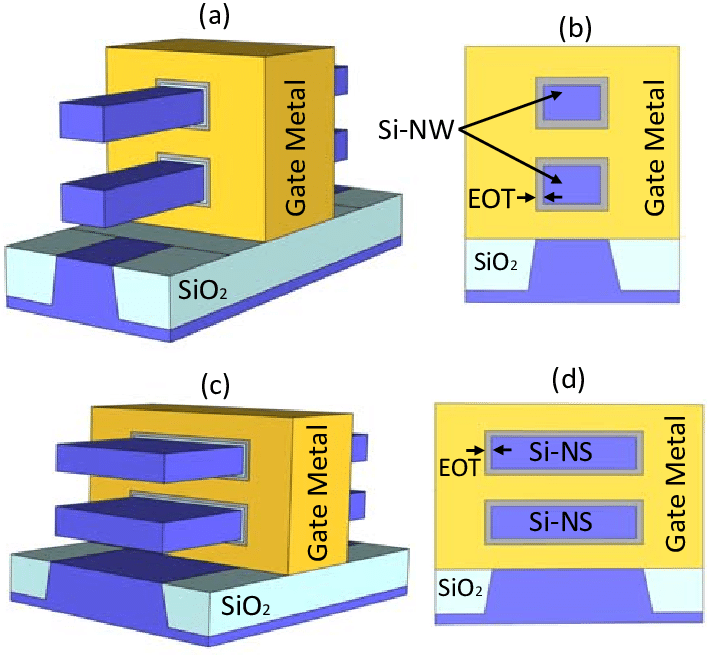 (a)
(b)
Gate Metal
SiO₂
Si-NW
EOT
Gate Metal
SiO₂
(c)
(d)
Gate Metal
SiO₂
EOT
Si-NS
Si-NS
Gate Metal
SiO₂